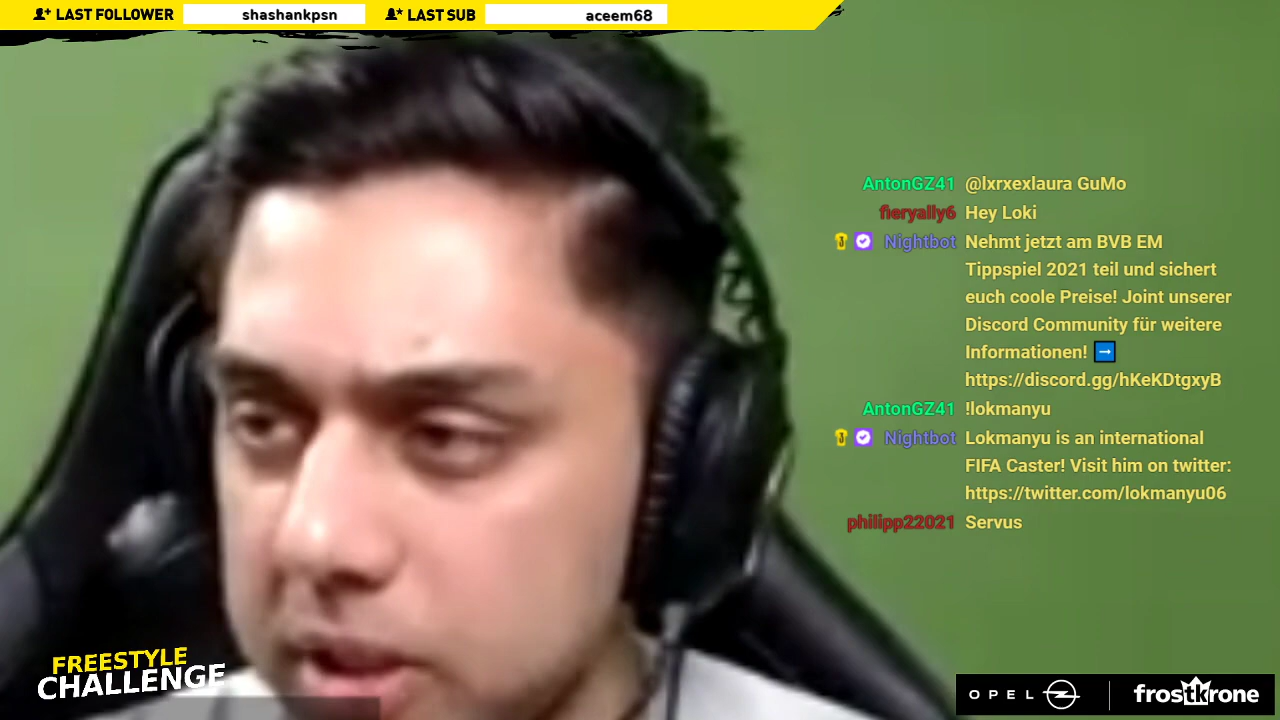 LAST FOLLOWER shashankpsn LAST SUB aceem68
AntonGZ41 @lxrxexlaura GuMo
fieryally6 Hey Loki
Nightbot Nehmt jetzt am BVB EM
Tippspiel 2021 teil und sichert
euch coole Preise! Joint unserer
Discord Community für weitere
Informationen! ➡
https://discord.gg/hKeKDtgxyB
AntonGZ41 !lokmanyu
Nightbot Lokmanyu is an international
FIFA Caster! Visit him on twitter:
https://twitter.com/lokmanyu06
philipp22021 Servus
FREESTYLE
CHALLENGE
OPEL frostkrone